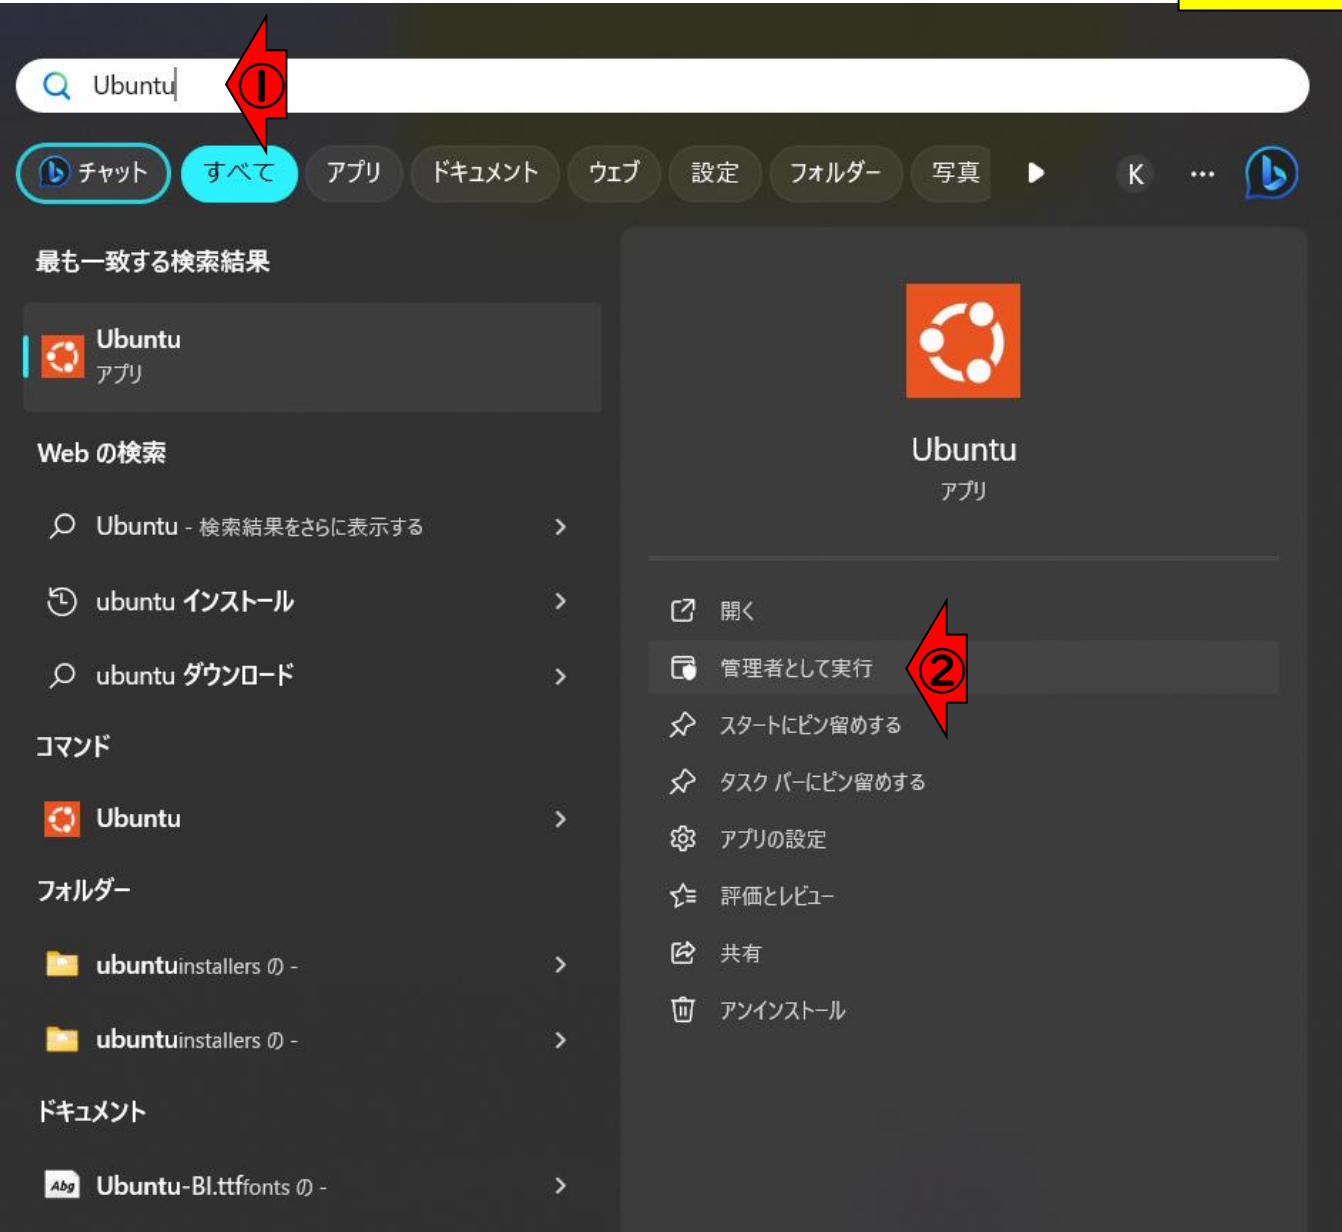 Ubuntu
①
チャット すべて アプリ ドキュメント ウェブ 設定 フォルダー 写真 K
最も一致する検索結果
Ubuntu
アプリ
Web の検索
Ubuntu - 検索結果をさらに表示する
ubuntu インストール
ubuntu ダウンロード
コマンド
Ubuntu
フォルダー
ubuntuinstallers の -
ubuntuinstallers の -
ドキュメント
Abg
Ubuntu-BI.ttffonts の -
Ubuntu
アプリ
開く
管理者として実行
②
スタートにピン留めする
タスク バーにピン留めする
アプリの設定
評価とレビュー
共有
アンインストール